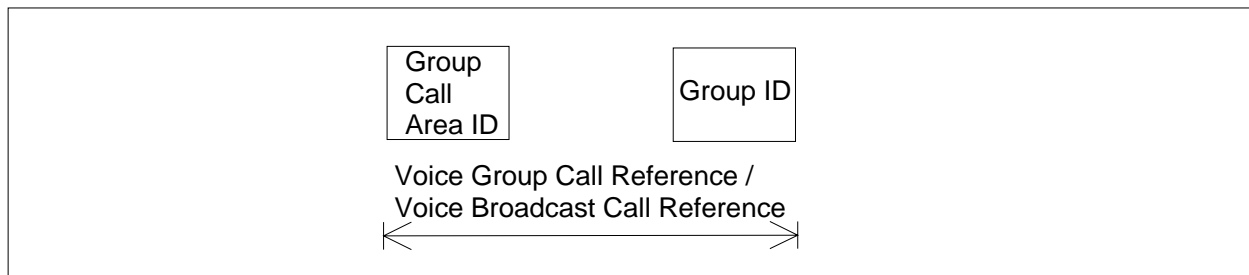 Group
Call
Area ID
Group ID
Voice Group Call Reference /
Voice Broadcast Call Reference